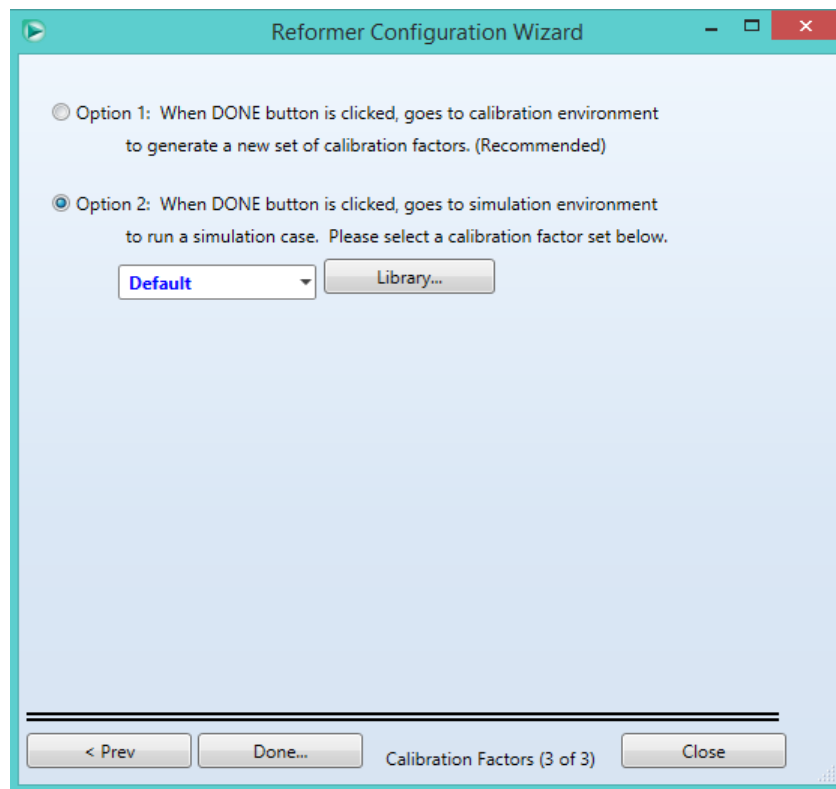 Reformer Configuration Wizard
Option 1: When DONE button is clicked, goes to calibration environment
to generate a new set of calibration factors. (Recommended)
Option 2: When DONE button is clicked, goes to simulation environment
to run a simulation case. Please select a calibration factor set below.
Default Library...
< Prev Done... Calibration Factors (3 of 3) Close